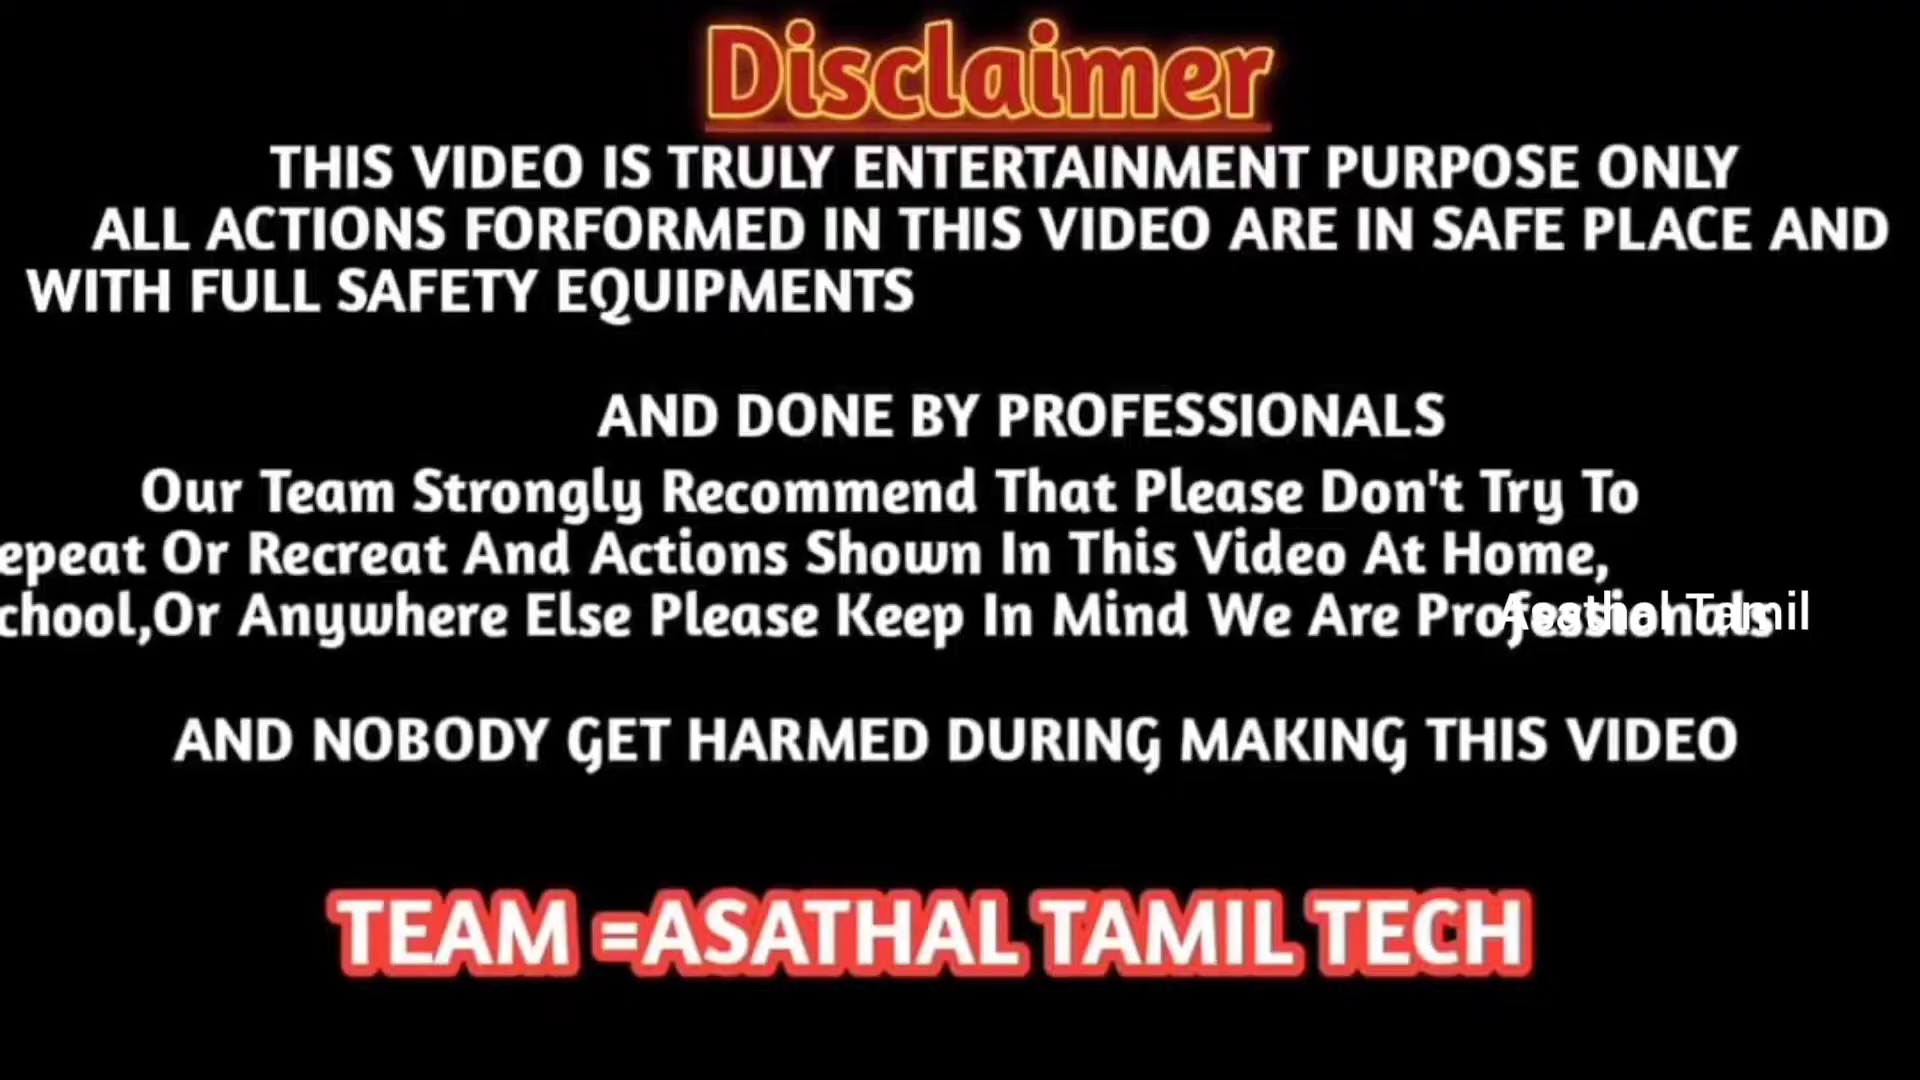 Disclaimer
THIS VIDEO IS TRULY ENTERTAINMENT PURPOSE ONLY
ALL ACTIONS FORFORMED IN THIS VIDEO ARE IN SAFE PLACE AND
WITH FULL SAFETY EQUIPMENTS
AND DONE BY PROFESSIONALS
Our Team Strongly Recommend That Please Don't Try To
epeat Or Recreat And Actions Shown In This Video At Home,
chool,Or Anywhere Else Please Keep In Mind We Are Professionals
Asathal Tamil
AND NOBODY GET HARMED DURING MAKING THIS VIDEO
TEAM =ASATHAL TAMIL TECH